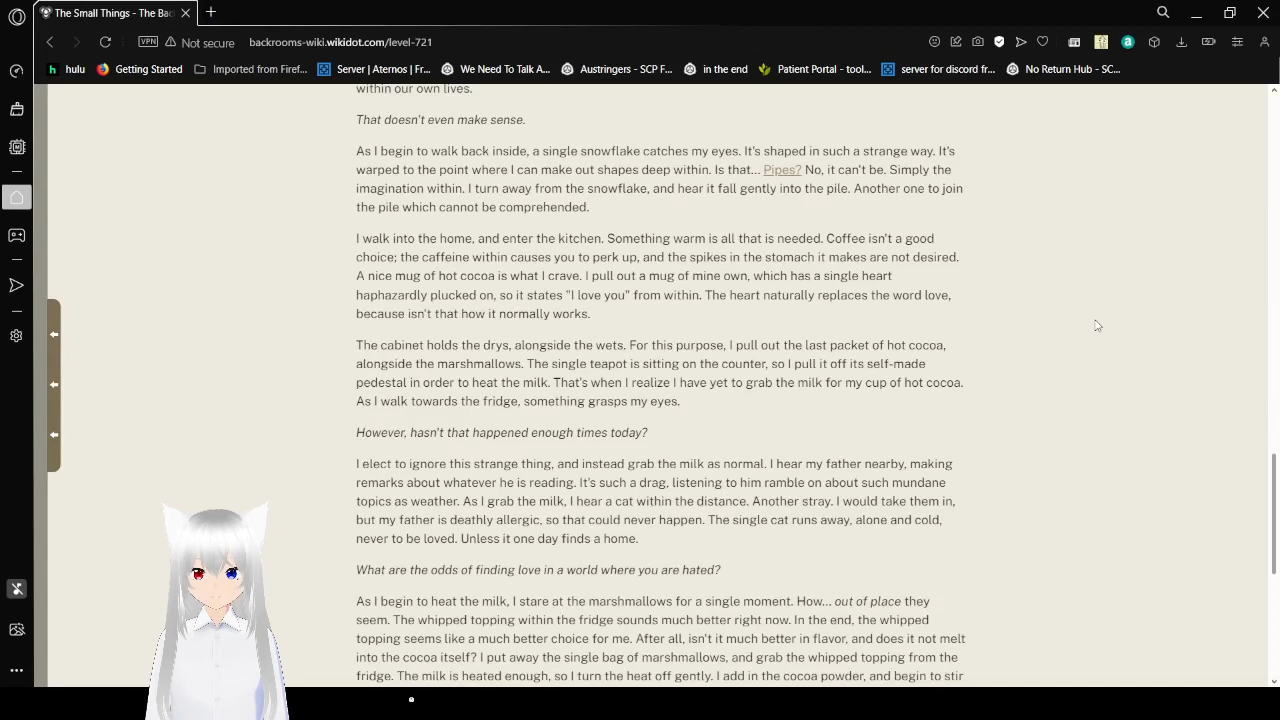 The Small Things - The Bac
VPN Not secure backrooms-wiki.wikidot.com/level-721
hulu Getting Started Imported from Firef... Server | Aternos | Fr... We Need To Talk A... Austringers - SCP F... in the end Patient Portal - tool... server for discord fr... No Return Hub - SC...
within our own lives.
That doesn't even make sense.
As I begin to walk back inside, a single snowflake catches my eyes. It's shaped in such a strange way. It's
warped to the point where I can make out shapes deep within. Is that... Pipes? No, it can't be. Simply the
imagination within. I turn away from the snowflake, and hear it fall gently into the pile. Another one to join
the pile which cannot be comprehended.
I walk into the home, and enter the kitchen. Something warm is all that is needed. Coffee isn't a good
choice; the caffeine within causes you to perk up, and the spikes in the stomach it makes are not desired.
A nice mug of hot cocoa is what I crave. I pull out a mug of mine own, which has a single heart
haphazardly plucked on, so it states "I love you" from within. The heart naturally replaces the word love,
because isn't that how it normally works.
The cabinet holds the drys, alongside the wets. For this purpose, I pull out the last packet of hot cocoa,
alongside the marshmallows. The single teapot is sitting on the counter, so I pull it off its self-made
pedestal in order to heat the milk. That's when I realize I have yet to grab the milk for my cup of hot cocoa.
As I walk towards the fridge, something grasps my eyes.
However, hasn't that happened enough times today?
I elect to ignore this strange thing, and instead grab the milk as normal. I hear my father nearby, making
remarks about whatever he is reading. It's such a drag, listening to him ramble on about such mundane
topics as weather. As I grab the milk, I hear a cat within the distance. Another stray. I would take them in,
but my father is deathly allergic, so that could never happen. The single cat runs away, alone and cold,
never to be loved. Unless it one day finds a home.
What are the odds of finding love in a world where you are hated?
As I begin to heat the milk, I stare at the marshmallows for a single moment. How... out of place they
seem. The whipped topping within the fridge sounds much better right now. In the end, the whipped
topping seems like a much better choice for me. After all, isn't it much better in flavor, and does it not melt
into the cocoa itself? I put away the single bag of marshmallows, and grab the whipped topping from the
fridge. The milk is heated enough, so I turn the heat off gently. I add in the cocoa powder, and begin to stir